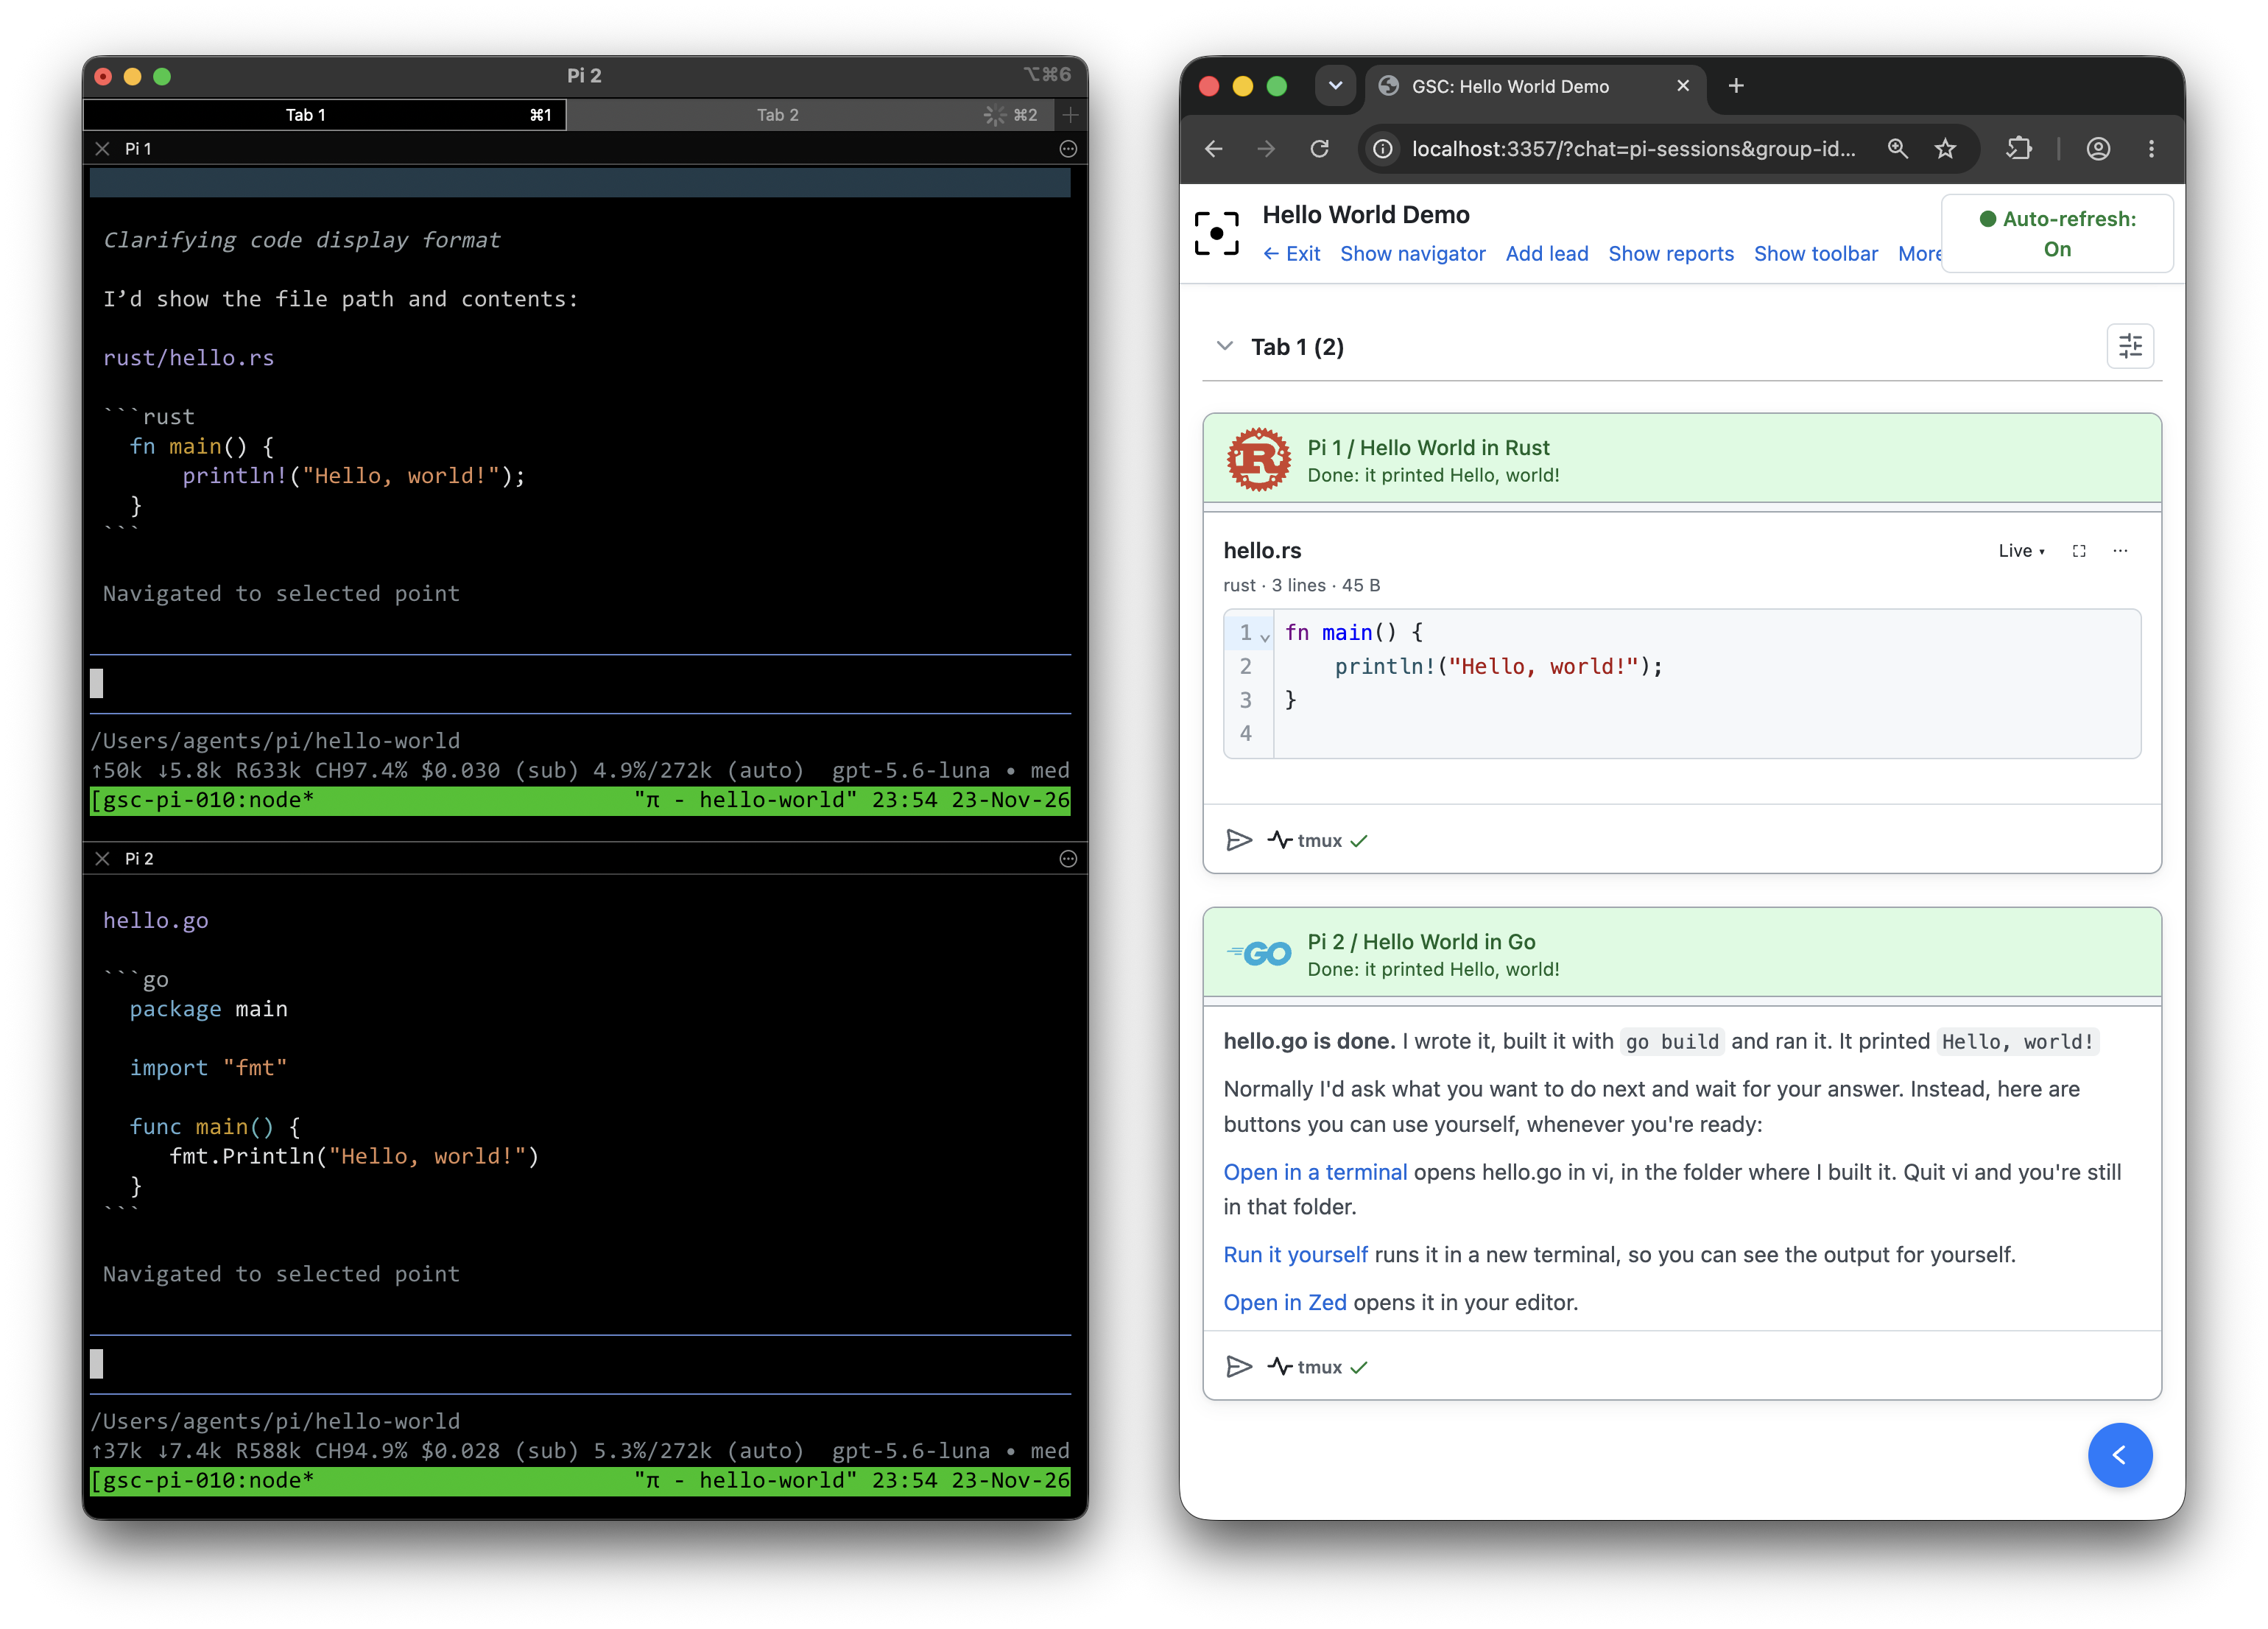 Pi 2
⌥⌘6
Tab 1 ⌘1
Tab 2 ⌘2
Pi 1
Clarifying code display format
I’d show the file path and contents:
rust/hello.rs
```rust
fn main() {
    println!("Hello, world!");
}
```
Navigated to selected point
/Users/agents/pi/hello-world
↑50k ↓5.8k R633k CH97.4% $0.030 (sub) 4.9%/272k (auto)  gpt-5.6-luna • med
[gsc-pi-010:node* "π - hello-world" 23:54 23-Nov-26
Pi 2
hello.go
```go
package main
import "fmt"
func main() {
   fmt.Println("Hello, world!")
}
```
Navigated to selected point
/Users/agents/pi/hello-world
↑37k ↓7.4k R588k CH94.9% $0.028 (sub) 5.3%/272k (auto)  gpt-5.6-luna • med
[gsc-pi-010:node* "π - hello-world" 23:54 23-Nov-26
GSC: Hello World Demo
localhost:3357/?chat=pi-sessions&group-id...
Hello World Demo
← Exit Show navigator Add lead Show reports Show toolbar More
Auto-refresh:
On
Tab 1 (2)
R
Pi 1 / Hello World in Rust
Done: it printed Hello, world!
hello.rs
Live ▾ ...
rust · 3 lines · 45 B
1 fn main() {
2     println!("Hello, world!");
3 }
4
tmux ✓
GO
Pi 2 / Hello World in Go
Done: it printed Hello, world!
hello.go is done. I wrote it, built it with go build and ran it. It printed Hello, world!
Normally I'd ask what you want to do next and wait for your answer. Instead, here are
buttons you can use yourself, whenever you're ready:
Open in a terminal opens hello.go in vi, in the folder where I built it. Quit vi and you're still
in that folder.
Run it yourself runs it in a new terminal, so you can see the output for yourself.
Open in Zed opens it in your editor.
tmux ✓